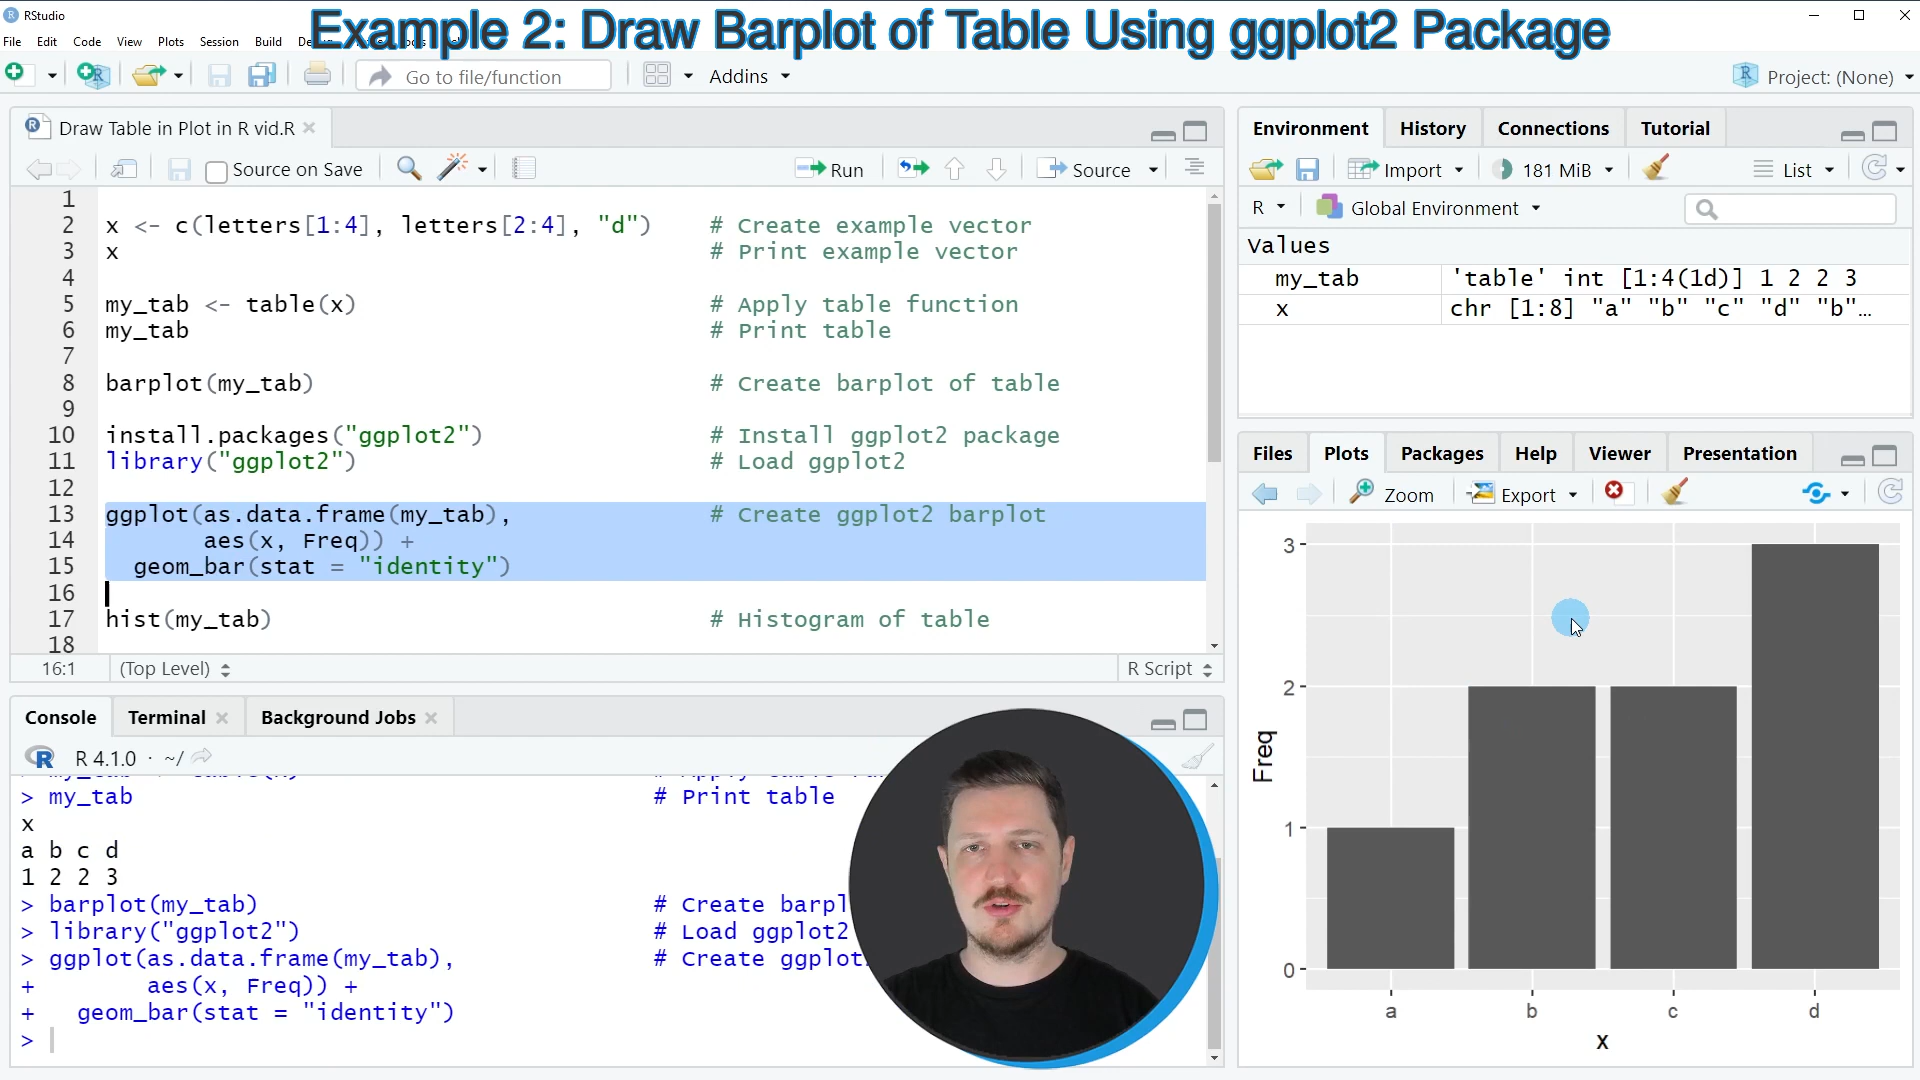 RStudio
Example 2: Draw Barplot of Table Using ggplot2 Package
File Edit Code View Plots Session Build
Go to file/function
Addins
Project: (None)
Draw Table in Plot in R vid.R
Source on Save
Run
Source
1
2 x <- c(letters[1:4], letters[2:4], "d") # Create example vector
3 x # Print example vector
4
5 my_tab <- table(x) # Apply table function
6 my_tab # Print table
7
8 barplot(my_tab) # Create barplot of table
9
10 install.packages("ggplot2") # Install ggplot2 package
11 library("ggplot2") # Load ggplot2
12
13 ggplot(as.data.frame(my_tab), # Create ggplot2 barplot
14 aes(x, Freq)) +
15 geom_bar(stat = "identity")
16
17 hist(my_tab) # Histogram of table
18
16:1 (Top Level) R Script
Console Terminal Background Jobs
R 4.1.0 · ~/
> my_tab # Print table
x
a b c d
1 2 2 3
> barplot(my_tab) # Create barpl
> library("ggplot2") # Load ggplot2
> ggplot(as.data.frame(my_tab), # Create ggplot
+ aes(x, Freq)) +
+ geom_bar(stat = "identity")
>
Environment History Connections Tutorial
Import 181 MiB List
R Global Environment
Values
my_tab 'table' int [1:4(1d)] 1 2 2 3
x chr [1:8] "a" "b" "c" "d" "b"…
Files Plots Packages Help Viewer Presentation
Zoom Export
3
2
1
0
Freq
a b c d
x